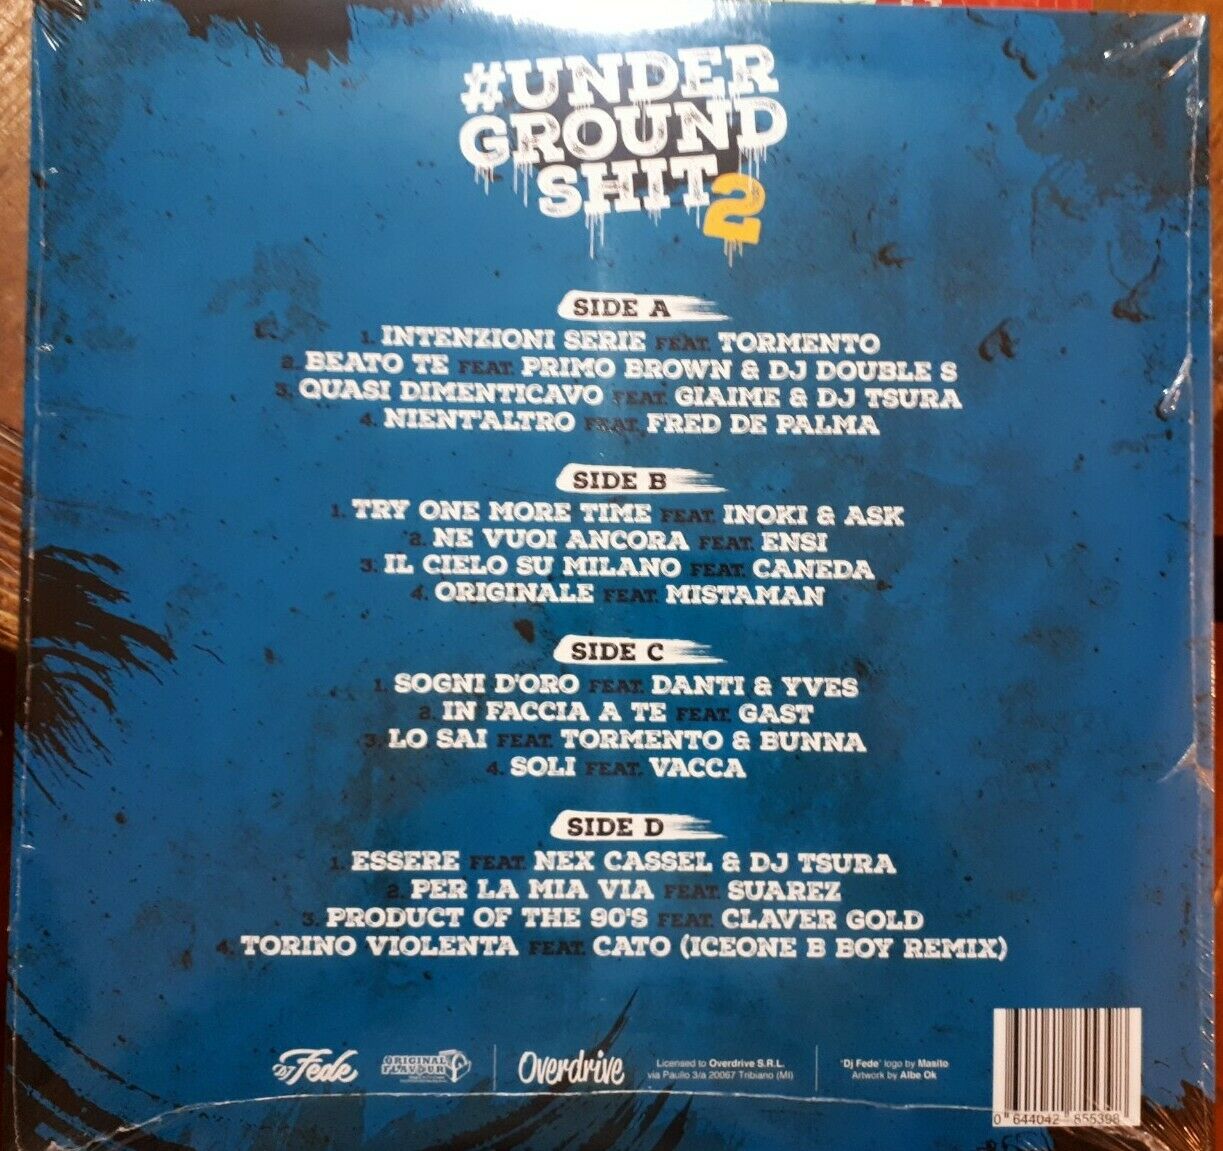 #UNDER
GROUND
SHIT2
SIDE A
1. INTENZIONI SERIE FEAT. TORMENTO
2. BEATO TE FEAT. PRIMO BROWN & DJ DOUBLE S
3. QUASI DIMENTICAVO FEAT. GIAIME & DJ TSURA
4. NIENT'ALTRO FEAT. FRED DE PALMA
SIDE B
1. TRY ONE MORE TIME FEAT. INOKI & ASK
2. NE VUOI ANCORA FEAT. ENSI
3. IL CIELO SU MILANO FEAT. CANEDA
4. ORIGINALE FEAT. MISTAMAN
SIDE C
1. SOGNI D'ORO FEAT. DANTI & YVES
2. IN FACCIA A TE FEAT. GAST
3. LO SAI FEAT. TORMENTO & BUNNA
4. SOLI FEAT. VACCA
SIDE D
1. ESSERE FEAT. NEX CASSEL & DJ TSURA
2. PER LA MIA VIA FEAT. SUAREZ
3. PRODUCT OF THE 90'S FEAT. CLAVER GOLD
4. TORINO VIOLENTA FEAT. CATO (ICEONE B BOY REMIX)
DJ Fede
ORIGINAL
FLAVOUR
Overdrive
Licensed to Overdrive S.R.L.
via Paullo 3/a 20067 Tribiano (MI)
'Dj Fede' logo by Masito
Artwork by Albe Ok
0 644042 855398